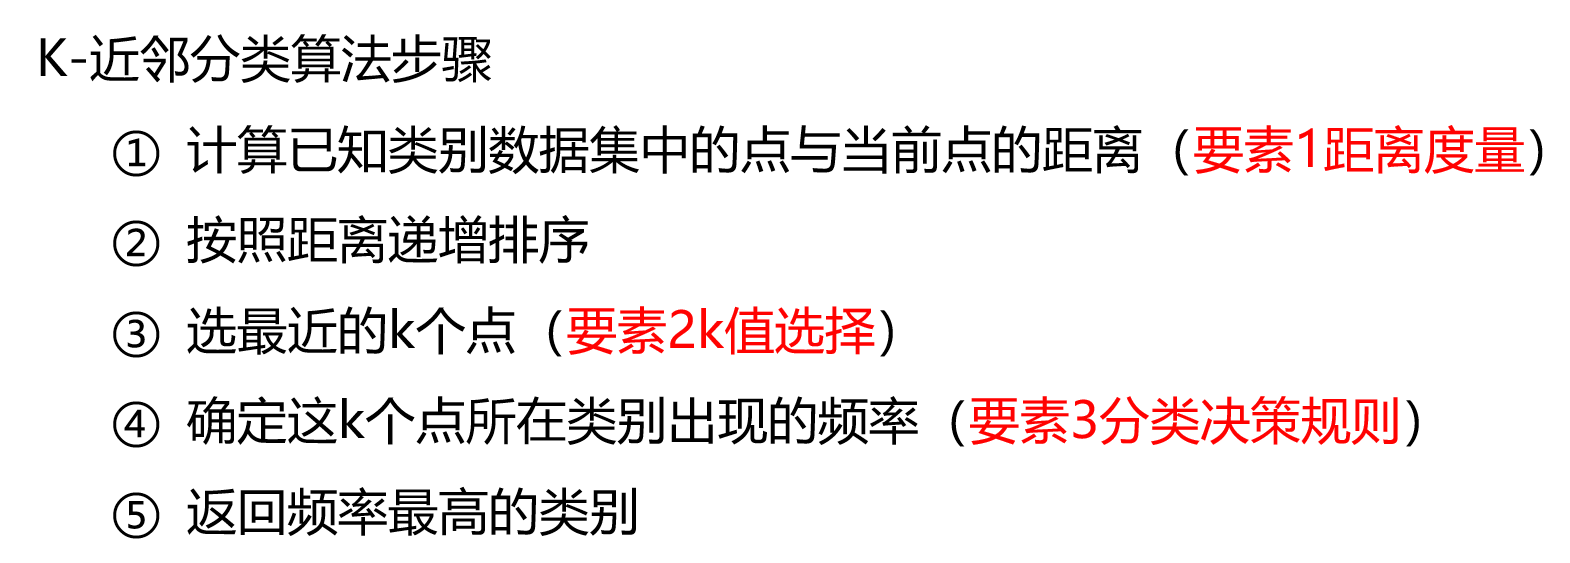 K-近邻分类算法步骤
① 计算已知类别数据集中的点与当前点的距离（要素1距离度量）
② 按照距离递增排序
③ 选最近的k个点（要素2k值选择）
④ 确定这k个点所在类别出现的频率（要素3分类决策规则）
⑤ 返回频率最高的类别